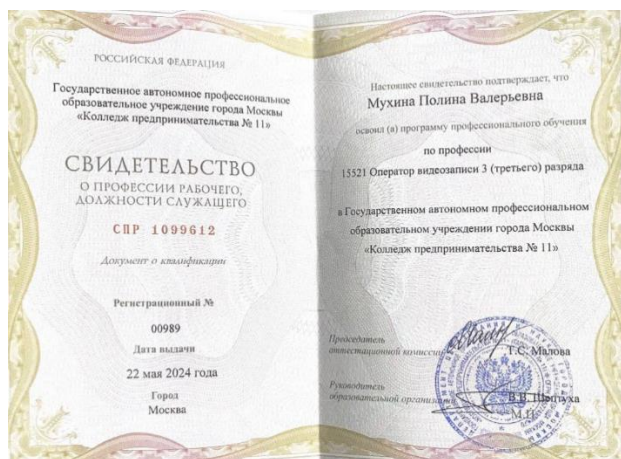 РОССИЙСКАЯ ФЕДЕРАЦИЯ
Государственное автономное профессиональное
образовательное учреждение города Москвы
«Колледж предпринимательства № 11»
СВИДЕТЕЛЬСТВО
О ПРОФЕССИИ РАБОЧЕГО,
ДОЛЖНОСТИ СЛУЖАЩЕГО
СПР 1099612
Документ о квалификации
Регистрационный №
00989
Дата выдачи
22 мая 2024 года
Город
Москва
Настоящее свидетельство подтверждает, что
Мухина Полина Валерьевна
освоил (а) программу профессионального обучения
по профессии
15521 Оператор видеозаписи 3 (третьего) разряда
в Государственном автономном профессиональном
образовательном учреждении города Москвы
«Колледж предпринимательства № 11»
Председатель
аттестационной комиссии
Т.С. Малова
Руководитель
образовательной организации
В.В. Шептуха
М.П.